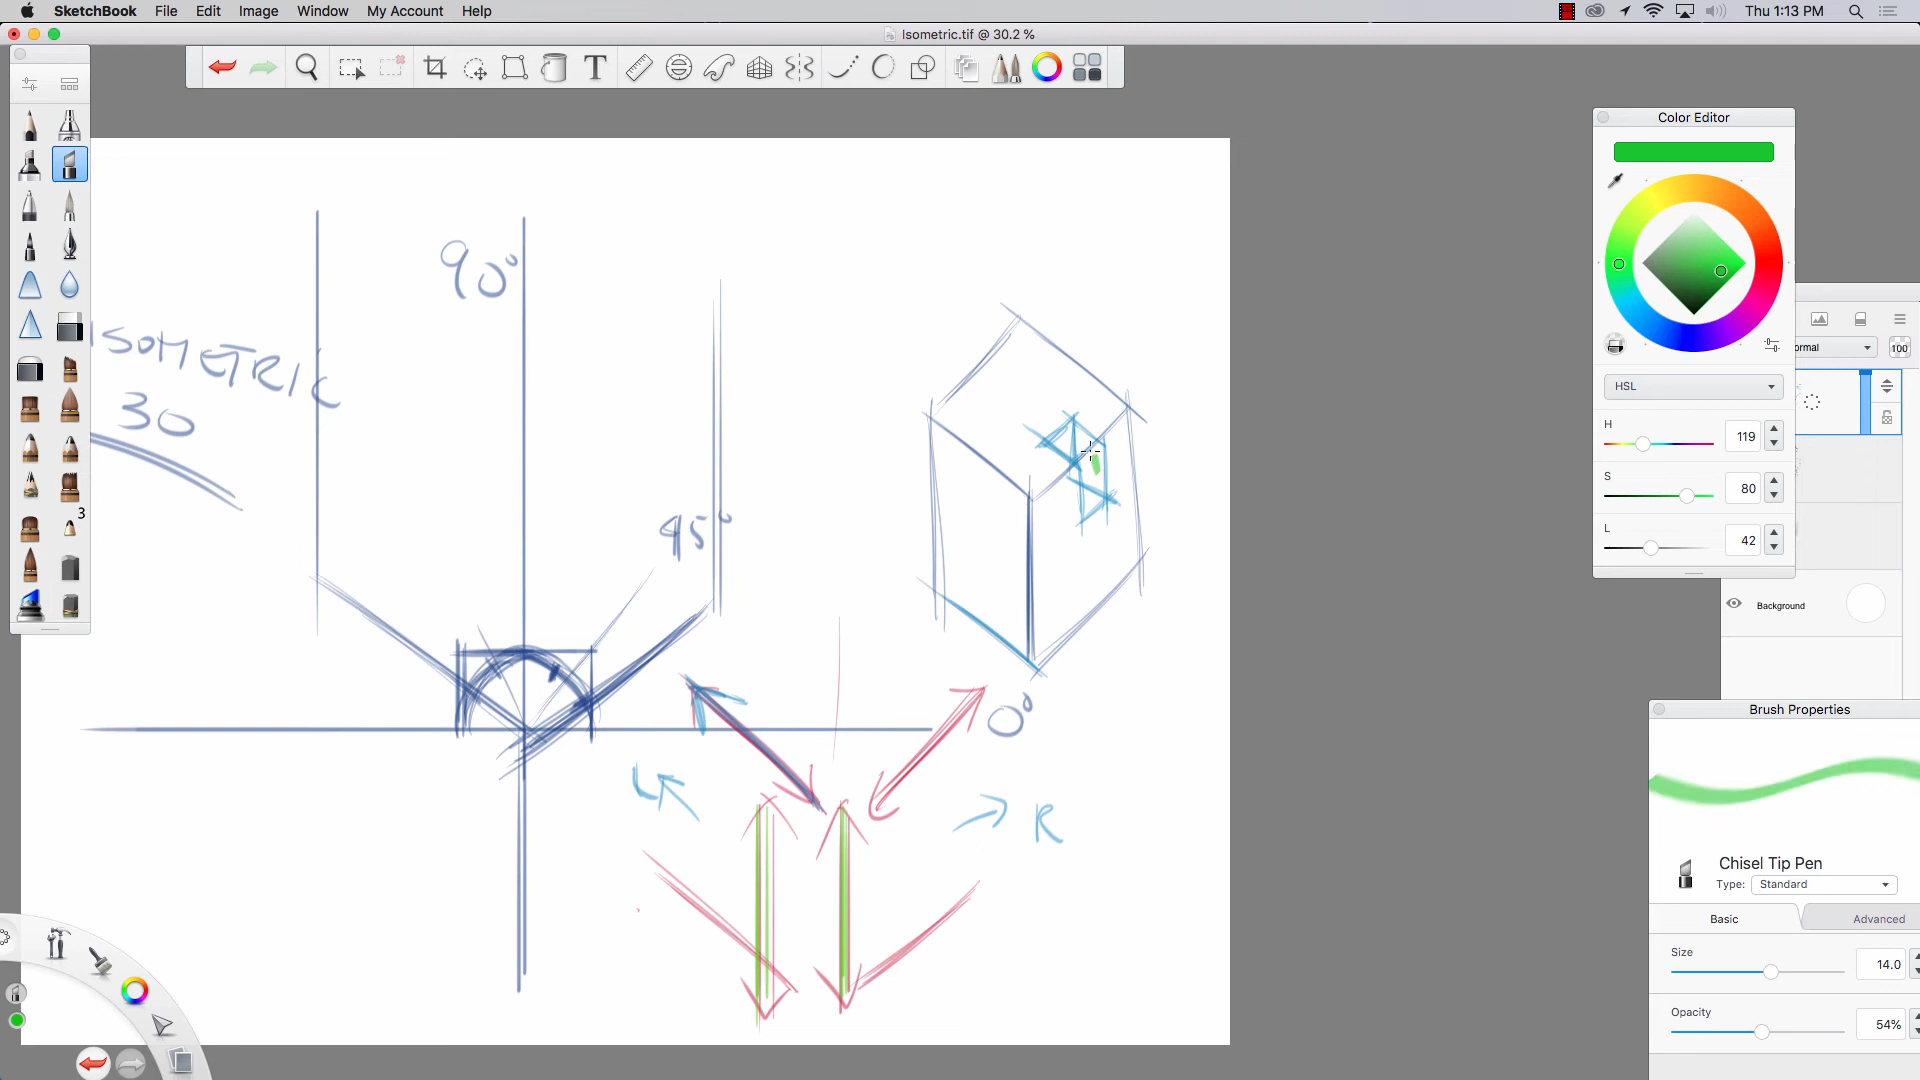 SketchBook File Edit Image Window My Account Help Thu 1:13 PM
Isometric.tif @ 30.2 %
T
Color Editor
90°
ISOMETRIC
30
45°
0°
R
3
ormal
100
HSL
H 119
S 80
L 42
Background
Brush Properties
Chisel Tip Pen
Type: Standard
Basic Advanced
Size 14.0
Opacity 54%